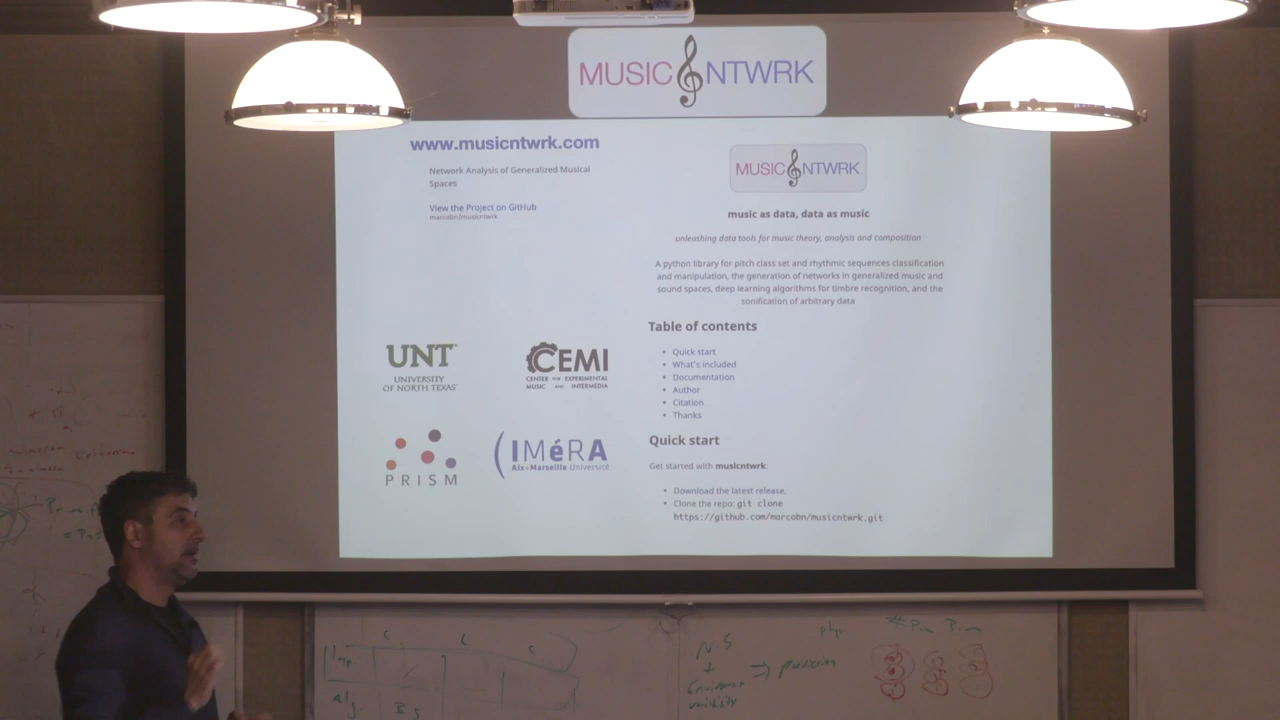 MUSIC NTWRK
www.musicntwrk.com
Network Analysis of Generalized Musical
Spaces
View the Project on GitHub
marcobn/musicntwrk
UNT
UNIVERSITY
OF NORTH TEXAS
CEMI
CENTER FOR EXPERIMENTAL
MUSIC AND INTERMEDIA
PRISM
(IMéRA
Aix*Marseille Université
MUSIC NTWRK
music as data, data as music
unleashing data tools for music theory, analysis and composition
A python library for pitch class set and rhythmic sequences classification
and manipulation, the generation of networks in generalized music and
sound spaces, deep learning algorithms for timbre recognition, and the
sonification of arbitrary data
Table of contents
• Quick start
• What's included
• Documentation
• Author
• Citation
• Thanks
Quick start
Get started with musicntwrk:
• Download the latest release.
• Clone the repo: git clone
https://github.com/marcobn/musicntwrk.git
N.S
+